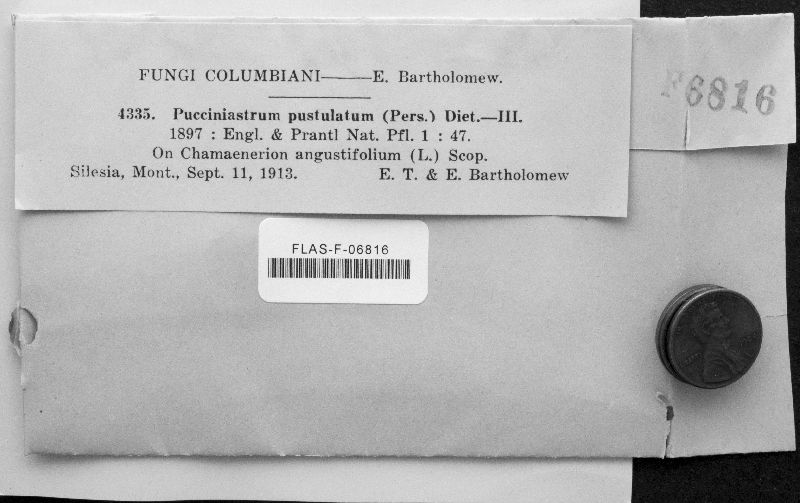 FUNGI COLUMBIANI—E. Bartholomew.
4335. Pucciniastrum pustulatum (Pers.) Diet.—III.
1897 : Engl. & Prantl Nat. Pfl. 1 : 47.
On Chamaenerion angustifolium (L.) Scop.
Silesia, Mont., Sept. 11, 1913. E. T. & E. Bartholomew
F6816
FLAS-F-06816